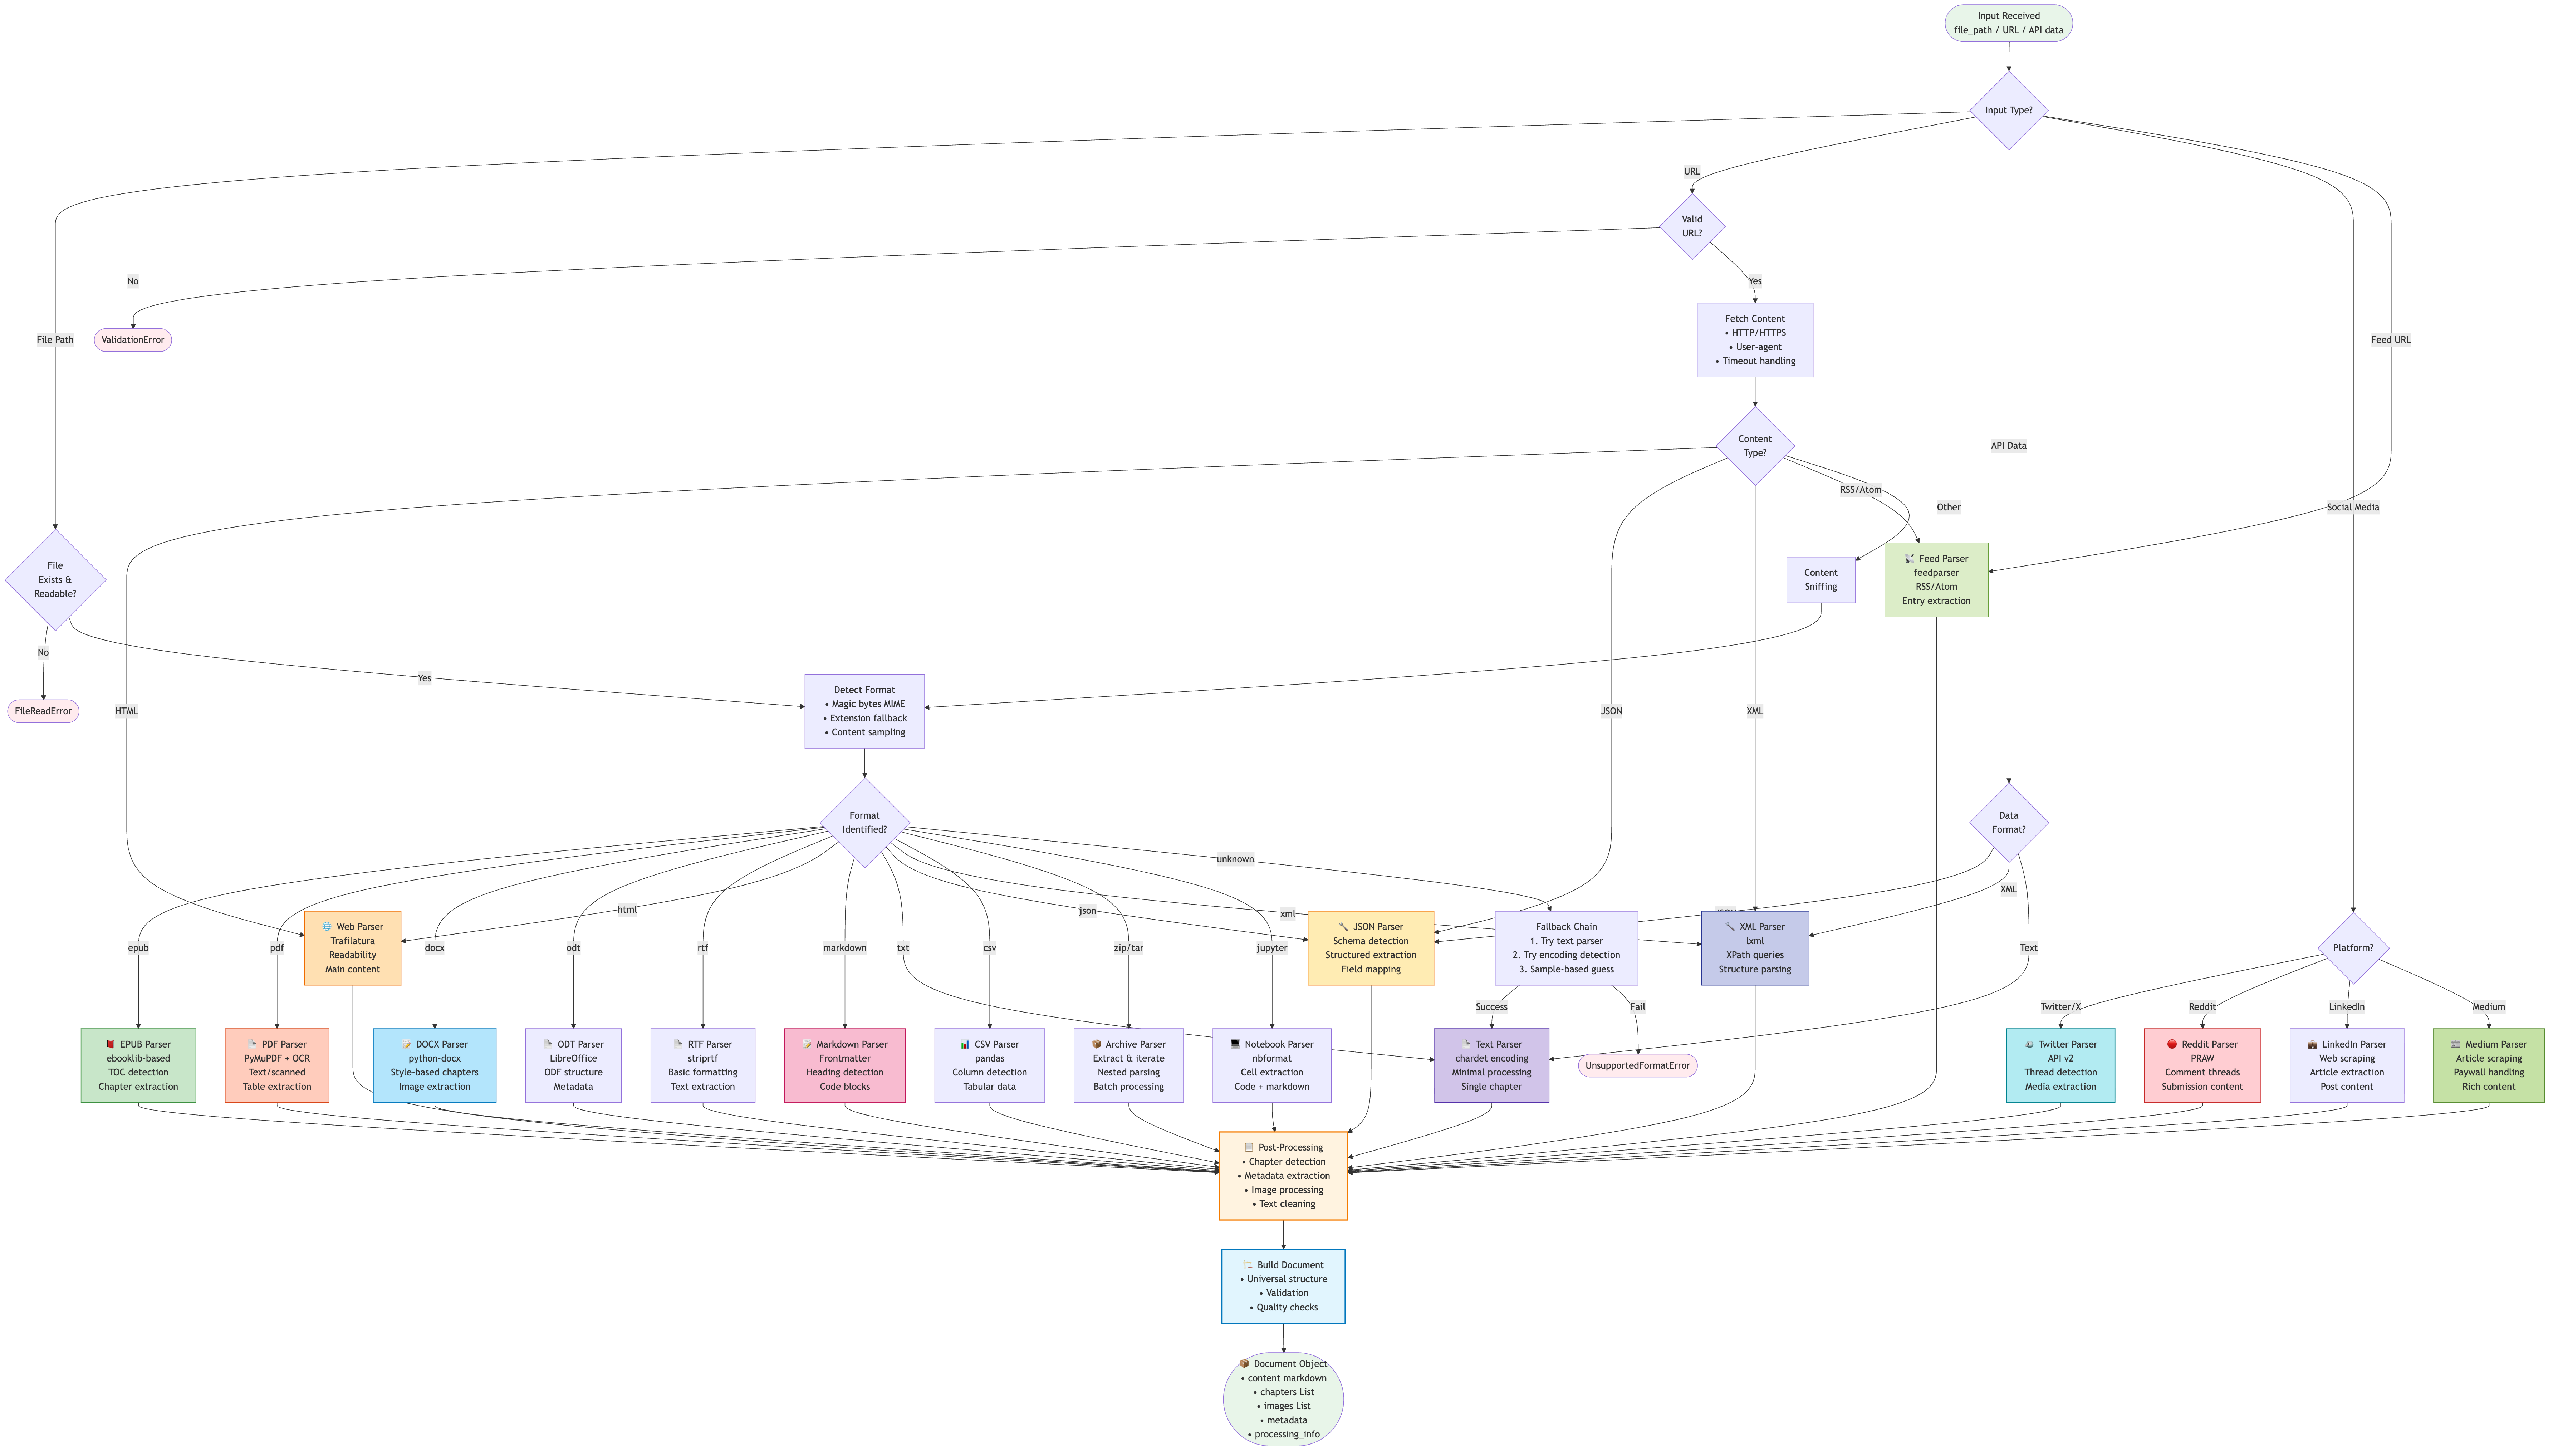 Input Received
file_path / URL / API data
Input Type?
URL
Valid
URL?
No
Yes
ValidationError
File Path
Fetch Content
• HTTP/HTTPS
• User-agent
• Timeout handling
Feed URL
Content
Type?
API Data
RSS/Atom
Other
Social Media
File
Exists &
Readable?
Content
Sniffing
Feed Parser
feedparser
RSS/Atom
Entry extraction
No
Yes
FileReadError
HTML
Detect Format
• Magic bytes MIME
• Extension fallback
• Content sampling
JSON
XML
Format
Identified?
Data
Format?
unknown
XML
html
json
xml
JSON
epub
pdf
docx
odt
rtf
markdown
txt
csv
zip/tar
jupyter
Text
Web Parser
Trafilatura
Readability
Main content
JSON Parser
Schema detection
Structured extraction
Field mapping
Fallback Chain
1. Try text parser
2. Try encoding detection
3. Sample-based guess
XML Parser
lxml
XPath queries
Structure parsing
Platform?
Success
Fail
Twitter/X
Reddit
LinkedIn
Medium
EPUB Parser
ebooklib-based
TOC detection
Chapter extraction
PDF Parser
PyMuPDF + OCR
Text/scanned
Table extraction
DOCX Parser
python-docx
Style-based chapters
Image extraction
ODT Parser
LibreOffice
ODF structure
Metadata
RTF Parser
striprtf
Basic formatting
Text extraction
Markdown Parser
Frontmatter
Heading detection
Code blocks
CSV Parser
pandas
Column detection
Tabular data
Archive Parser
Extract & iterate
Nested parsing
Batch processing
Notebook Parser
nbformat
Cell extraction
Code + markdown
Text Parser
chardet encoding
Minimal processing
Single chapter
UnsupportedFormatError
Twitter Parser
API v2
Thread detection
Media extraction
Reddit Parser
PRAW
Comment threads
Submission content
LinkedIn Parser
Web scraping
Article extraction
Post content
Medium Parser
Article scraping
Paywall handling
Rich content
Post-Processing
• Chapter detection
• Metadata extraction
• Image processing
• Text cleaning
Build Document
• Universal structure
• Validation
• Quality checks
Document Object
• content markdown
• chapters List
• images List
• metadata
• processing_info